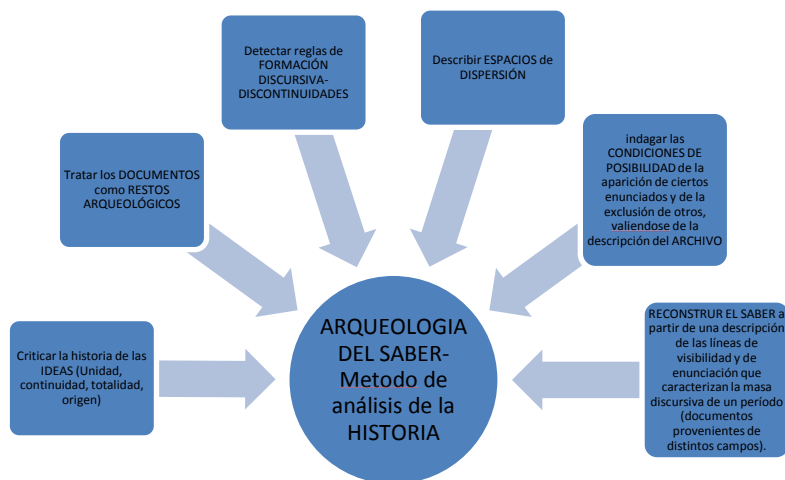 Detectar reglas de
FORMACIÓN
DISCURSIVA-
DISCONTINUIDADES
Describir ESPACIOS de
DISPERSIÓN
Tratar los DOCUMENTOS
como RESTOS
ARQUEOLÓGICOS
indagar las
CONDICIONES DE
POSIBILIDAD de la
aparición de ciertos
enunciados y de la
exclusión de otros,
valiendose de la
descripción del ARCHIVO
Criticar la historia de las
IDEAS (Unidad,
continuidad, totalidad,
origen)
ARQUEOLOGIA
DEL SABER-
Metodo de
análisis de la
HISTORIA
RECONSTRUR EL SABER a
partir de una descripción
de las líneas de
visibilidad y de
enunciación que
caracterizan la masa
discursiva de un período
(documentos
provenientes de
distintos campos).